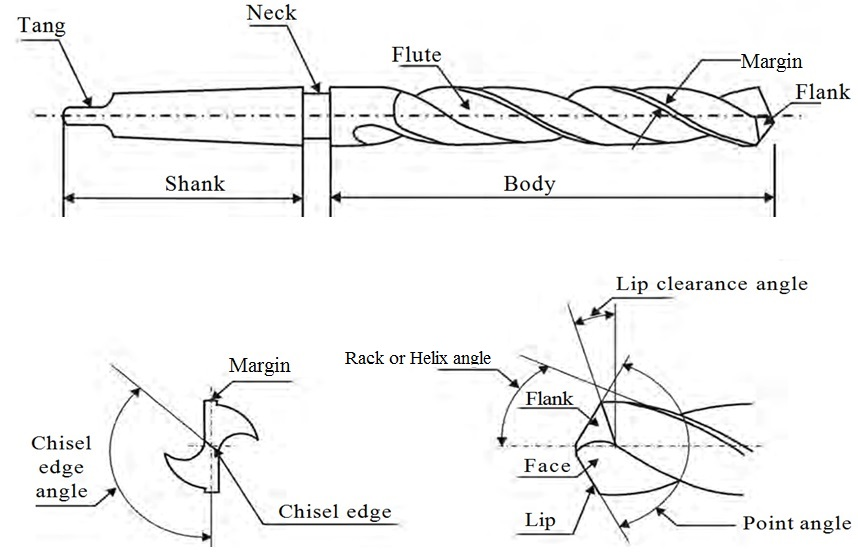 Tang
Neck
Flute
Margin
Flank
Shank
Body
Lip clearance angle
Margin
Rack or Helix angle
Flank
Chisel
edge
angle
Face
Chisel edge
Lip
Point angle